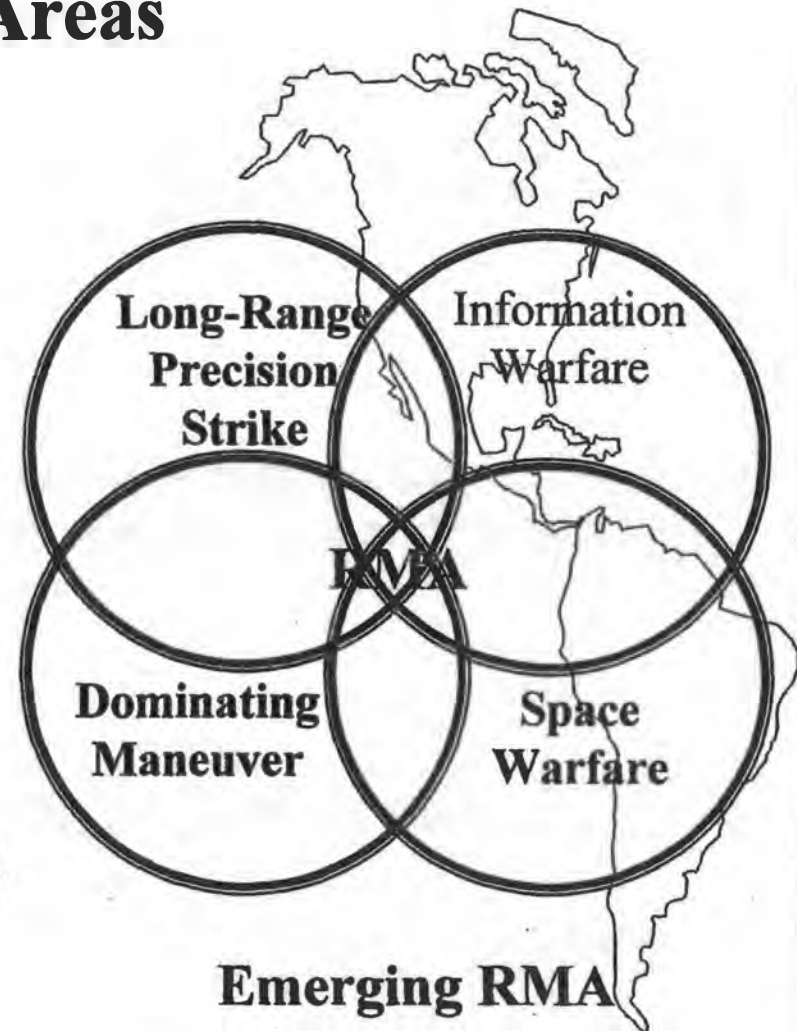 Areas
Long-Range
Precision
Strike
Information
Warfare
RMA
Dominating
Maneuver
Space
Warfare
Emerging RMA